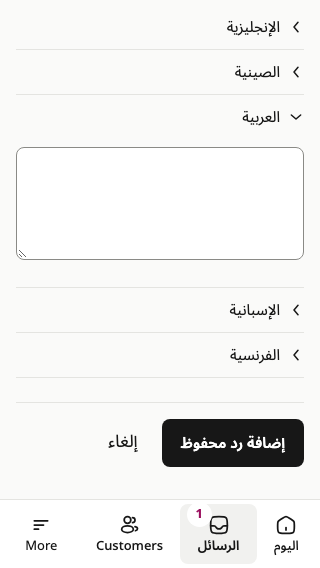 الإنجليزية
الصينية
العربية
الإسبانية
الفرنسية
إضافة رد محفوظ
إلغاء
1
اليوم
الرسائل
Customers
More